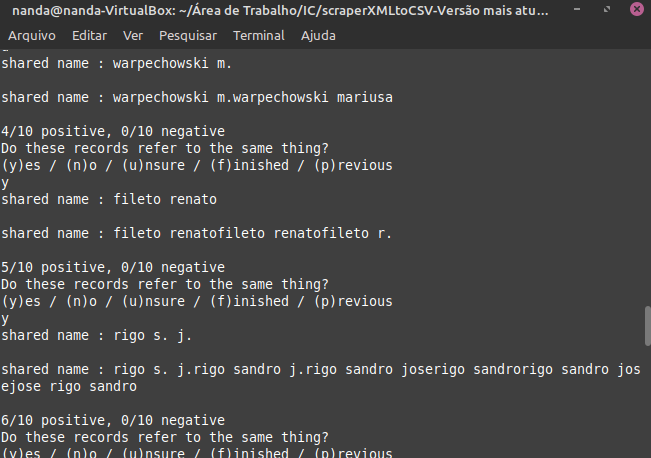 nanda@nanda-VirtualBox: ~/Área de Trabalho/IC/scraperXMLtoCSV-Versão mais atu...
Arquivo Editar Ver Pesquisar Terminal Ajuda
shared name : warpechowski m.
shared name : warpechowski m.warpechowski mariusa
4/10 positive, 0/10 negative
Do these records refer to the same thing?
(y)es / (n)o / (u)nsure / (f)inished / (p)revious
y
shared name : fileto renato
shared name : fileto renatofileto renatofileto r.
5/10 positive, 0/10 negative
Do these records refer to the same thing?
(y)es / (n)o / (u)nsure / (f)inished / (p)revious
y
shared name : rigo s. j.
shared name : rigo s. j.rigo sandro j.rigo sandro joserigo sandrorigo sandro jos
ejose rigo sandro
6/10 positive, 0/10 negative
Do these records refer to the same thing?
(y)es / (n)o / (u)nsure / (f)inished / (p)revious